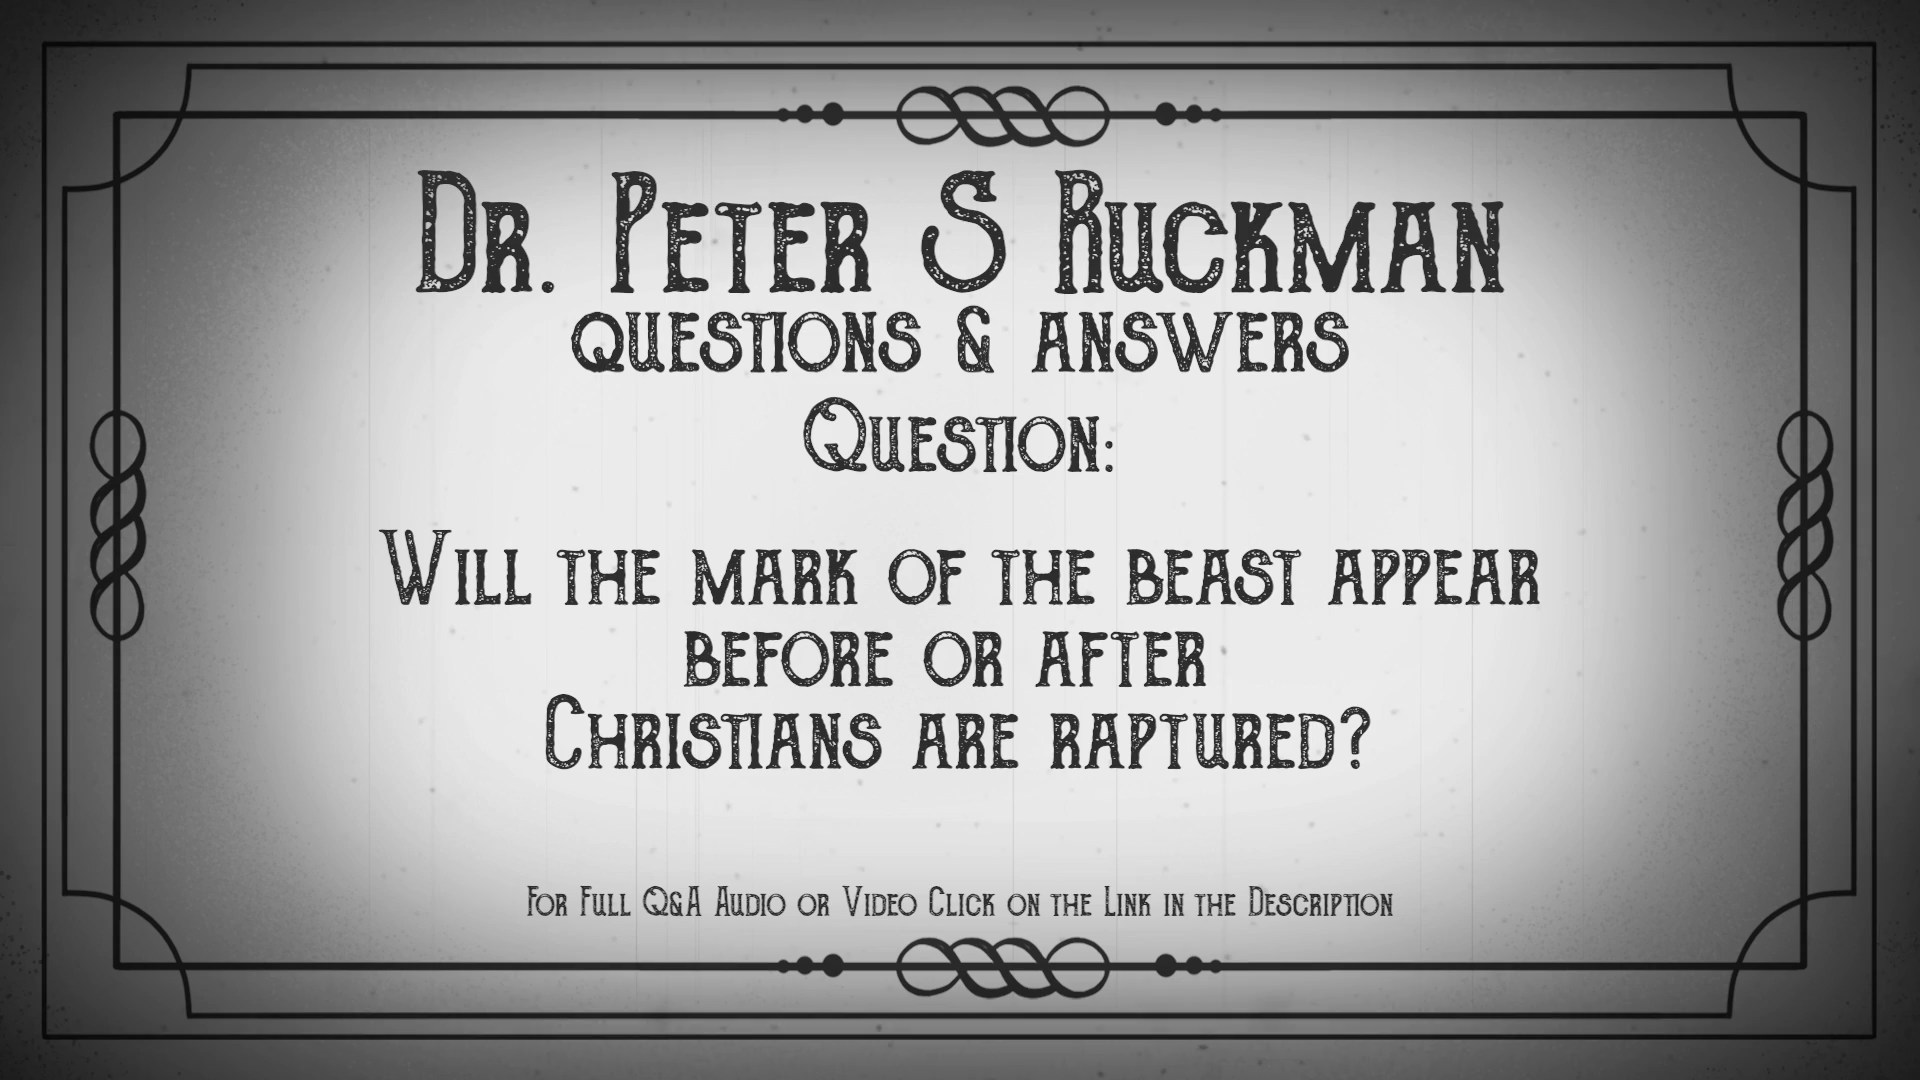 Dr. Peter S Ruckman
Questions & Answers
Question:
Will the mark of the beast appear
before or after
Christians are raptured?
For Full Q&A Audio or Video Click on the Link in the Description